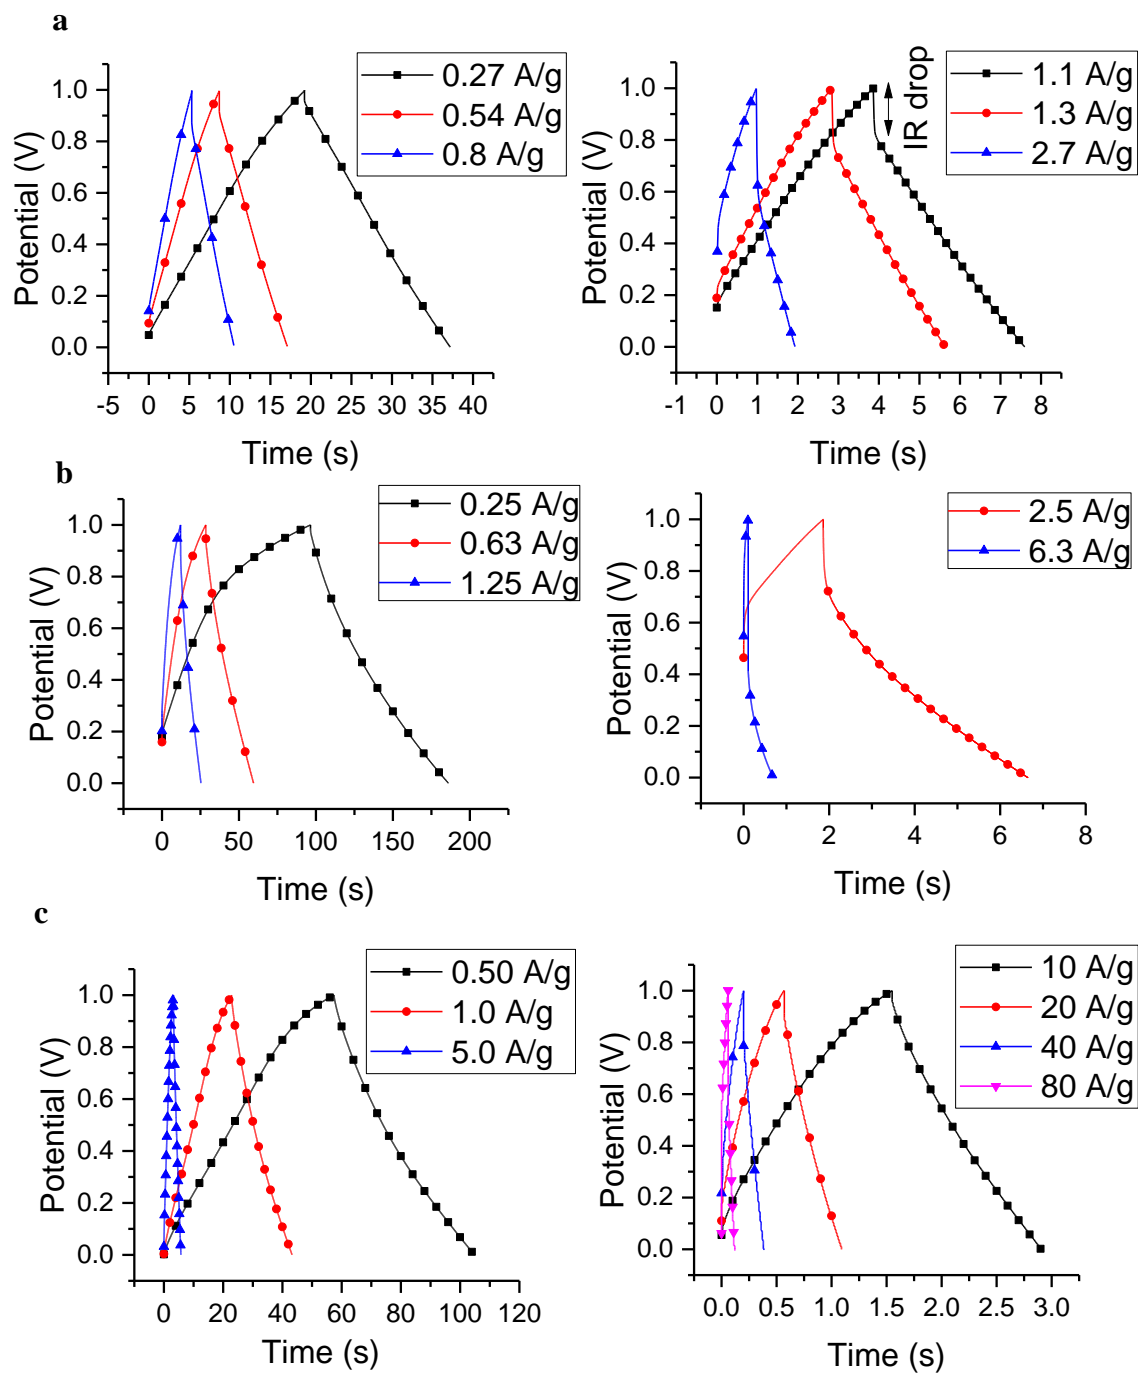 a
0.27 A/g
0.54 A/g
0.8 A/g
1.0
0.8
0.6
0.4
0.2
0.0
Potential (V)
-5 0 5 10 15 20 25 30 35 40
Time (s)
1.1 A/g
1.3 A/g
2.7 A/g
IR drop
1.0
0.8
0.6
0.4
0.2
0.0
Potential (V)
-1 0 1 2 3 4 5 6 7 8
Time (s)
b
0.25 A/g
0.63 A/g
1.25 A/g
1.0
0.8
0.6
0.4
0.2
0.0
Potential (V)
0 50 100 150 200
Time (s)
2.5 A/g
6.3 A/g
1.0
0.8
0.6
0.4
0.2
0.0
Potential (V)
0 2 4 6 8
Time (s)
c
0.50 A/g
1.0 A/g
5.0 A/g
1.0
0.8
0.6
0.4
0.2
0.0
Potential (V)
0 20 40 60 80 100 120
Time (s)
10 A/g
20 A/g
40 A/g
80 A/g
1.0
0.8
0.6
0.4
0.2
0.0
Potential (V)
0.0 0.5 1.0 1.5 2.0 2.5 3.0
Time (s)